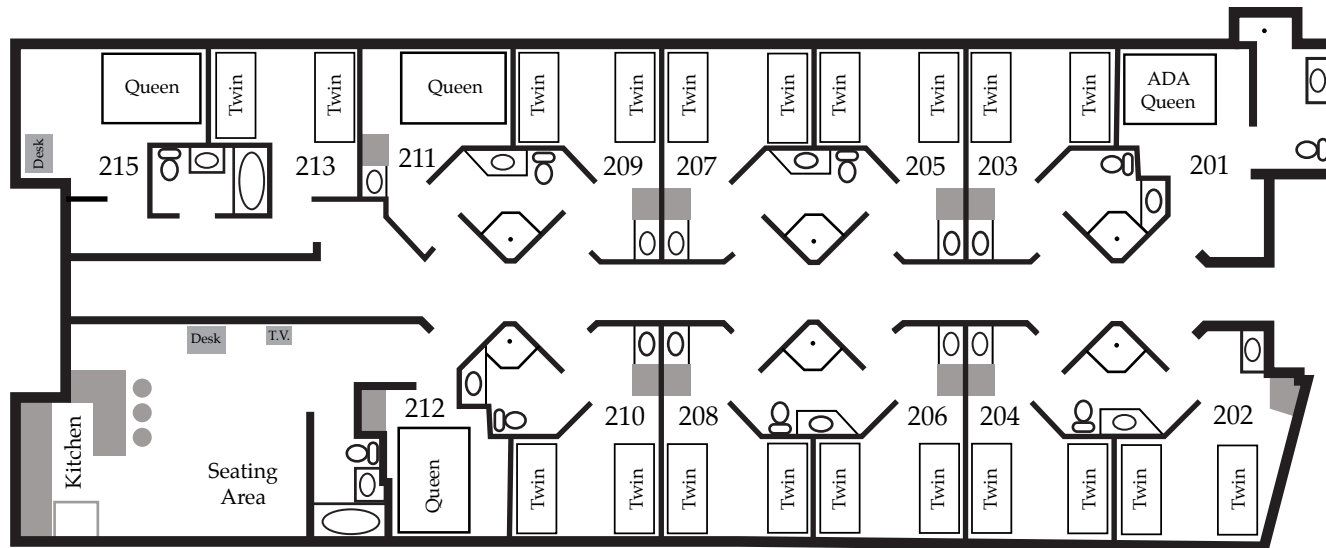 Queen
Twin
Twin
Queen
Twin
Twin
Twin
Twin
Twin
Twin
ADA
Queen
Desk
215
213
211
209
207
205
203
201
Desk
T.V.
Kitchen
Seating
Area
212
210
208
206
204
202
Queen
Twin
Twin
Twin
Twin
Twin
Twin
Twin
Twin
Twin
Twin